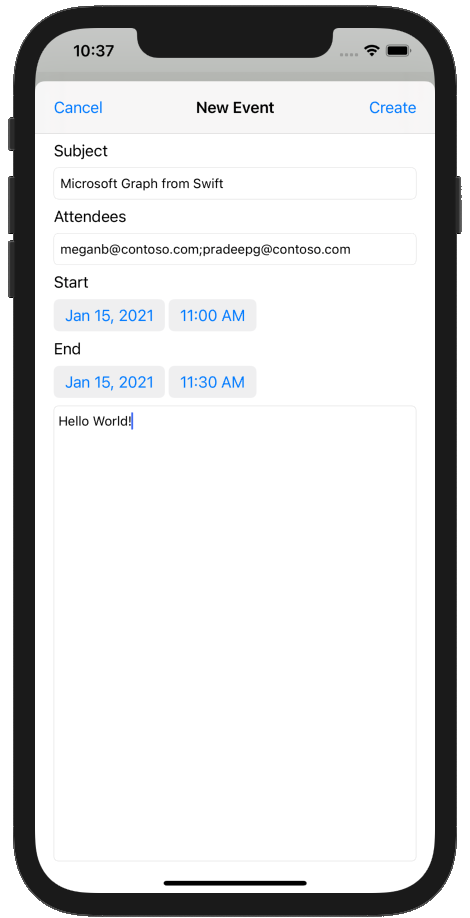 10:37
Cancel New Event Create
Subject
Microsoft Graph from Swift
Attendees
meganb@contoso.com;pradeepg@contoso.com
Start
Jan 15, 2021 11:00 AM
End
Jan 15, 2021 11:30 AM
Hello World!